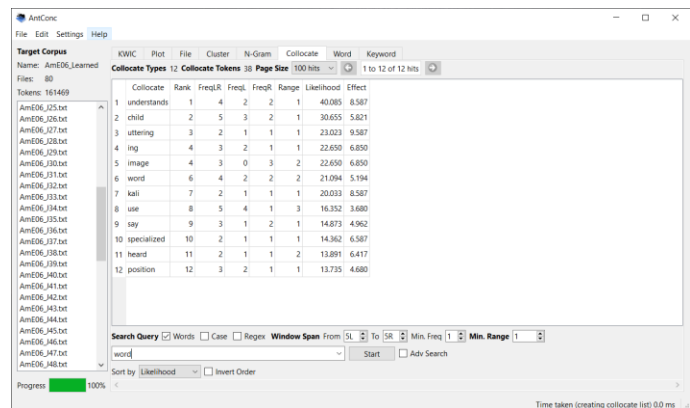 AntConc
File Edit Settings Help
Target Corpus
Name: AmE06_Learned
Files: 80
Tokens: 161469
AmE06_J25.txt
AmE06_J26.txt
AmE06_J27.txt
AmE06_J28.txt
AmE06_J29.txt
AmE06_J30.txt
AmE06_J31.txt
AmE06_J32.txt
AmE06_J33.txt
AmE06_J34.txt
AmE06_J35.txt
AmE06_J36.txt
AmE06_J37.txt
AmE06_J38.txt
AmE06_J39.txt
AmE06_J40.txt
AmE06_J41.txt
AmE06_J42.txt
AmE06_J43.txt
AmE06_J44.txt
AmE06_J45.txt
AmE06_J46.txt
AmE06_J47.txt
AmE06_J48.txt
Progress 100%
KWIC Plot File Cluster N-Gram Collocate Word Keyword
Collocate Types 12 Collocate Tokens 38 Page Size 100 hits 1 to 12 of 12 hits
Collocate Rank FreqLR FreqL FreqR Range Likelihood Effect
1 understands 1 4 2 2 1 40.085 8.587
2 child 2 5 3 2 1 30.655 5.821
3 uttering 3 2 1 1 1 23.023 9.587
4 ing 4 3 2 1 1 22.650 6.850
5 image 4 3 0 3 2 22.650 6.850
6 word 6 4 2 2 2 21.094 5.194
7 kali 7 2 1 1 1 20.033 8.587
8 use 8 5 4 1 3 16.352 3.680
9 say 9 3 1 2 1 14.873 4.962
10 specialized 10 2 1 1 1 14.362 6.587
11 heard 11 2 1 1 2 13.891 6.417
12 position 12 3 2 1 1 13.735 4.680
Search Query Words Case Regex Window Span From 5L To 5R Min. Freq 1 Min. Range 1
word Start Adv Search
Sort by Likelihood Invert Order
Time taken (creating collocate list) 0.0 ms